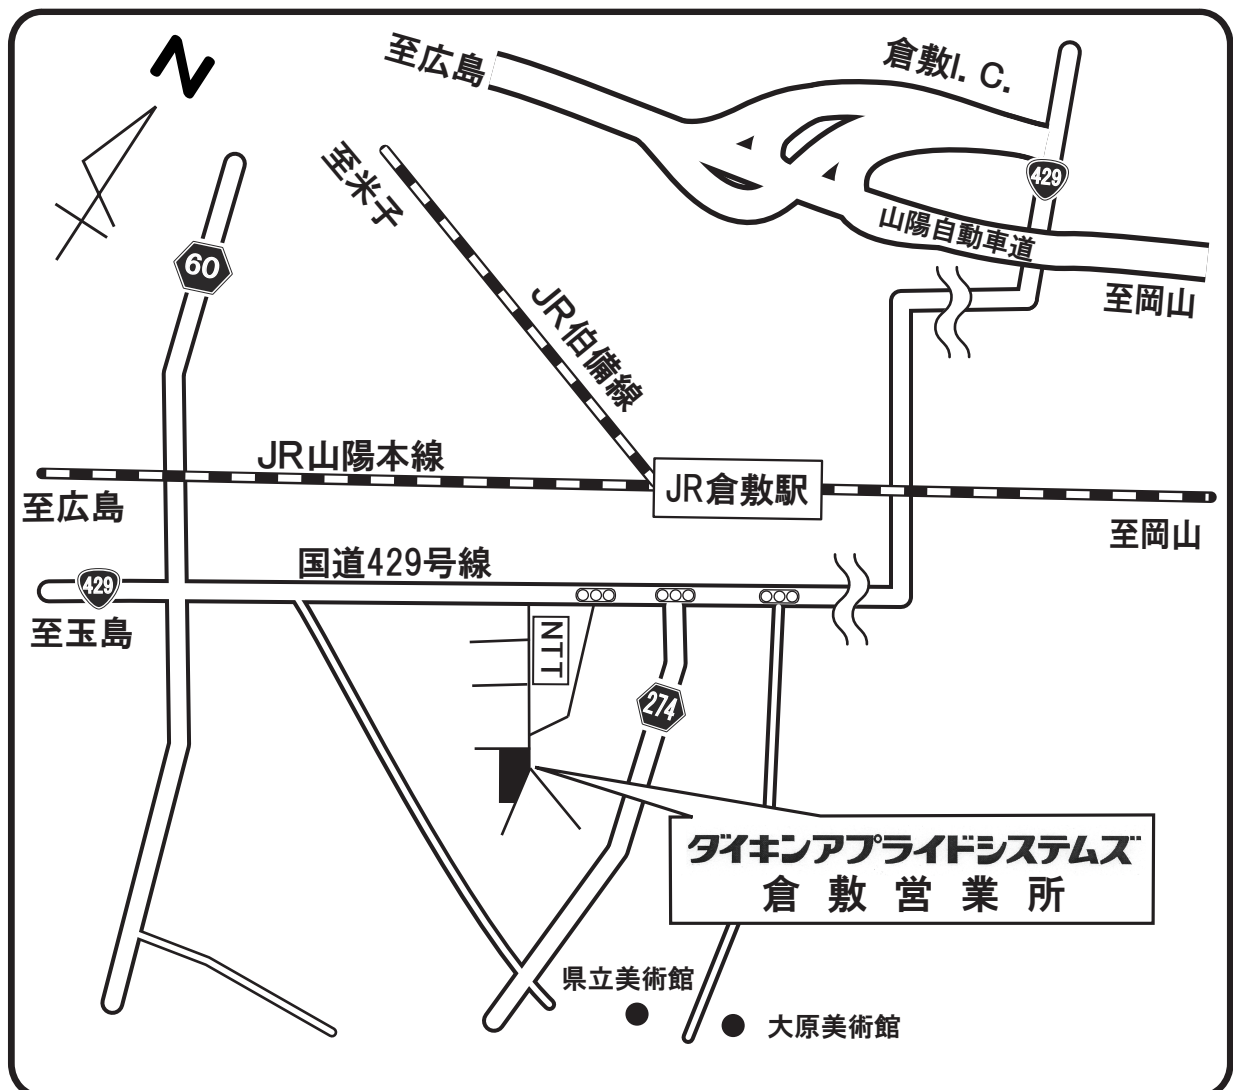 N
至広島
倉敷I. C.
至米子
429
60
山陽自動車道
至岡山
JR伯備線
JR山陽本線
JR倉敷駅
至広島
至岡山
国道429号線
429
至玉島
NTT
274
ダイキンアプライドシステムズ
倉敷営業所
県立美術館
大原美術館